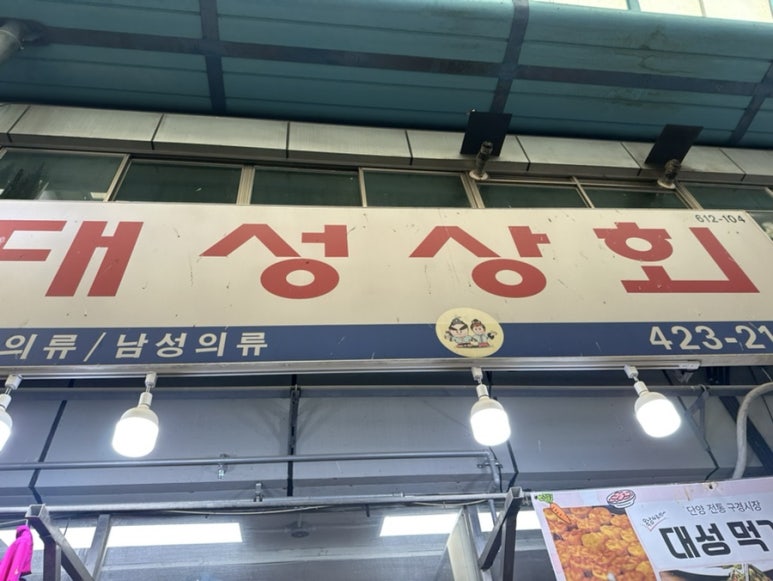 대성상회
612-104
의류/남성의류
423-21
단양 전통 구경시장
대성먹